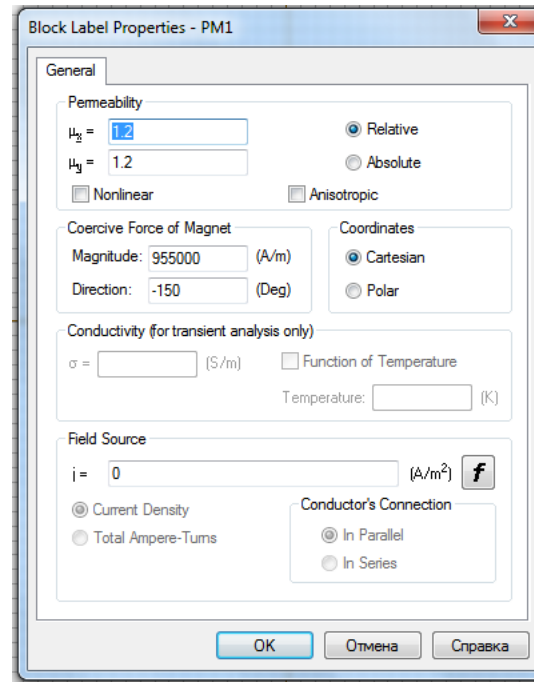 Block Label Properties - PM1
General
Permeability
μx = 1.2
Relative
μy = 1.2
Absolute
Nonlinear
Anisotropic
Coercive Force of Magnet
Coordinates
Magnitude: 955000 (A/m)
Cartesian
Direction: -150 (Deg)
Polar
Conductivity (for transient analysis only)
σ = (S/m)
Function of Temperature
Temperature: (K)
Field Source
j = 0 (A/m²) f
Current Density
Conductor's Connection
Total Ampere-Turns
In Parallel
In Series
OK Отмена Справка